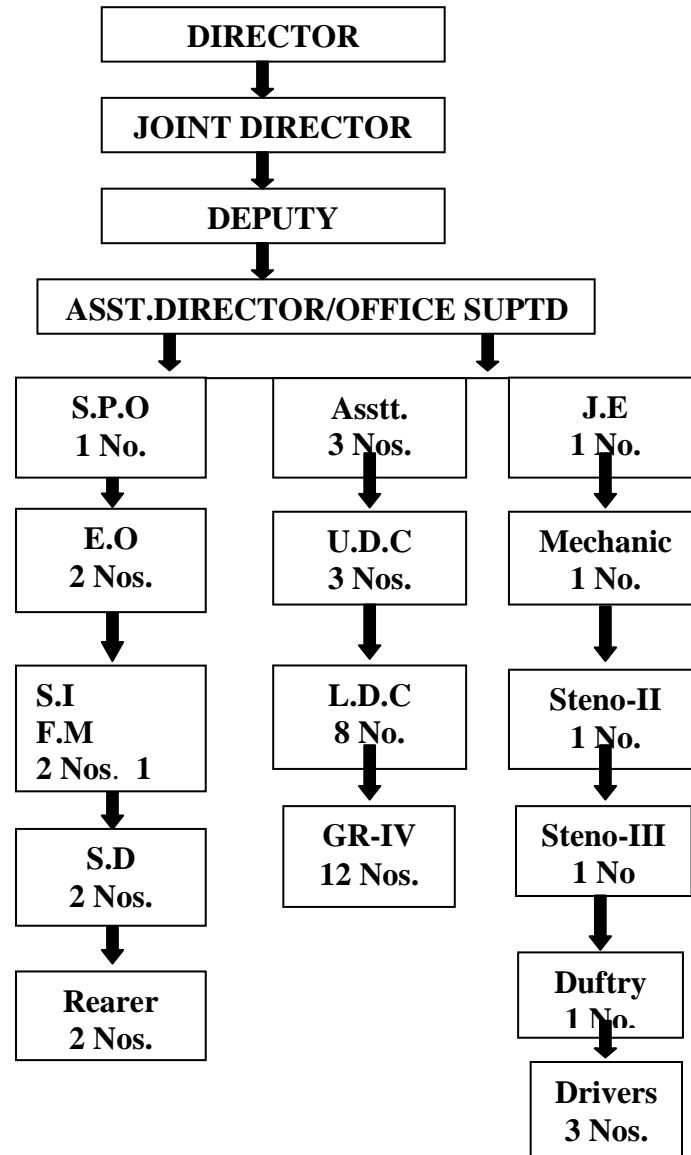 DIRECTOR
JOINT DIRECTOR
DEPUTY
ASST.DIRECTOR/OFFICE SUPTD
S.P.O
1 No.
Asstt.
3 Nos.
J.E
1 No.
E.O
2 Nos.
U.D.C
3 Nos.
Mechanic
1 No.
S.I
F.M
2 Nos. 1
L.D.C
8 No.
Steno-II
1 No.
S.D
2 Nos.
GR-IV
12 Nos.
Steno-III
1 No
Rearer
2 Nos.
Duftry
1 No.
Drivers
3 Nos.